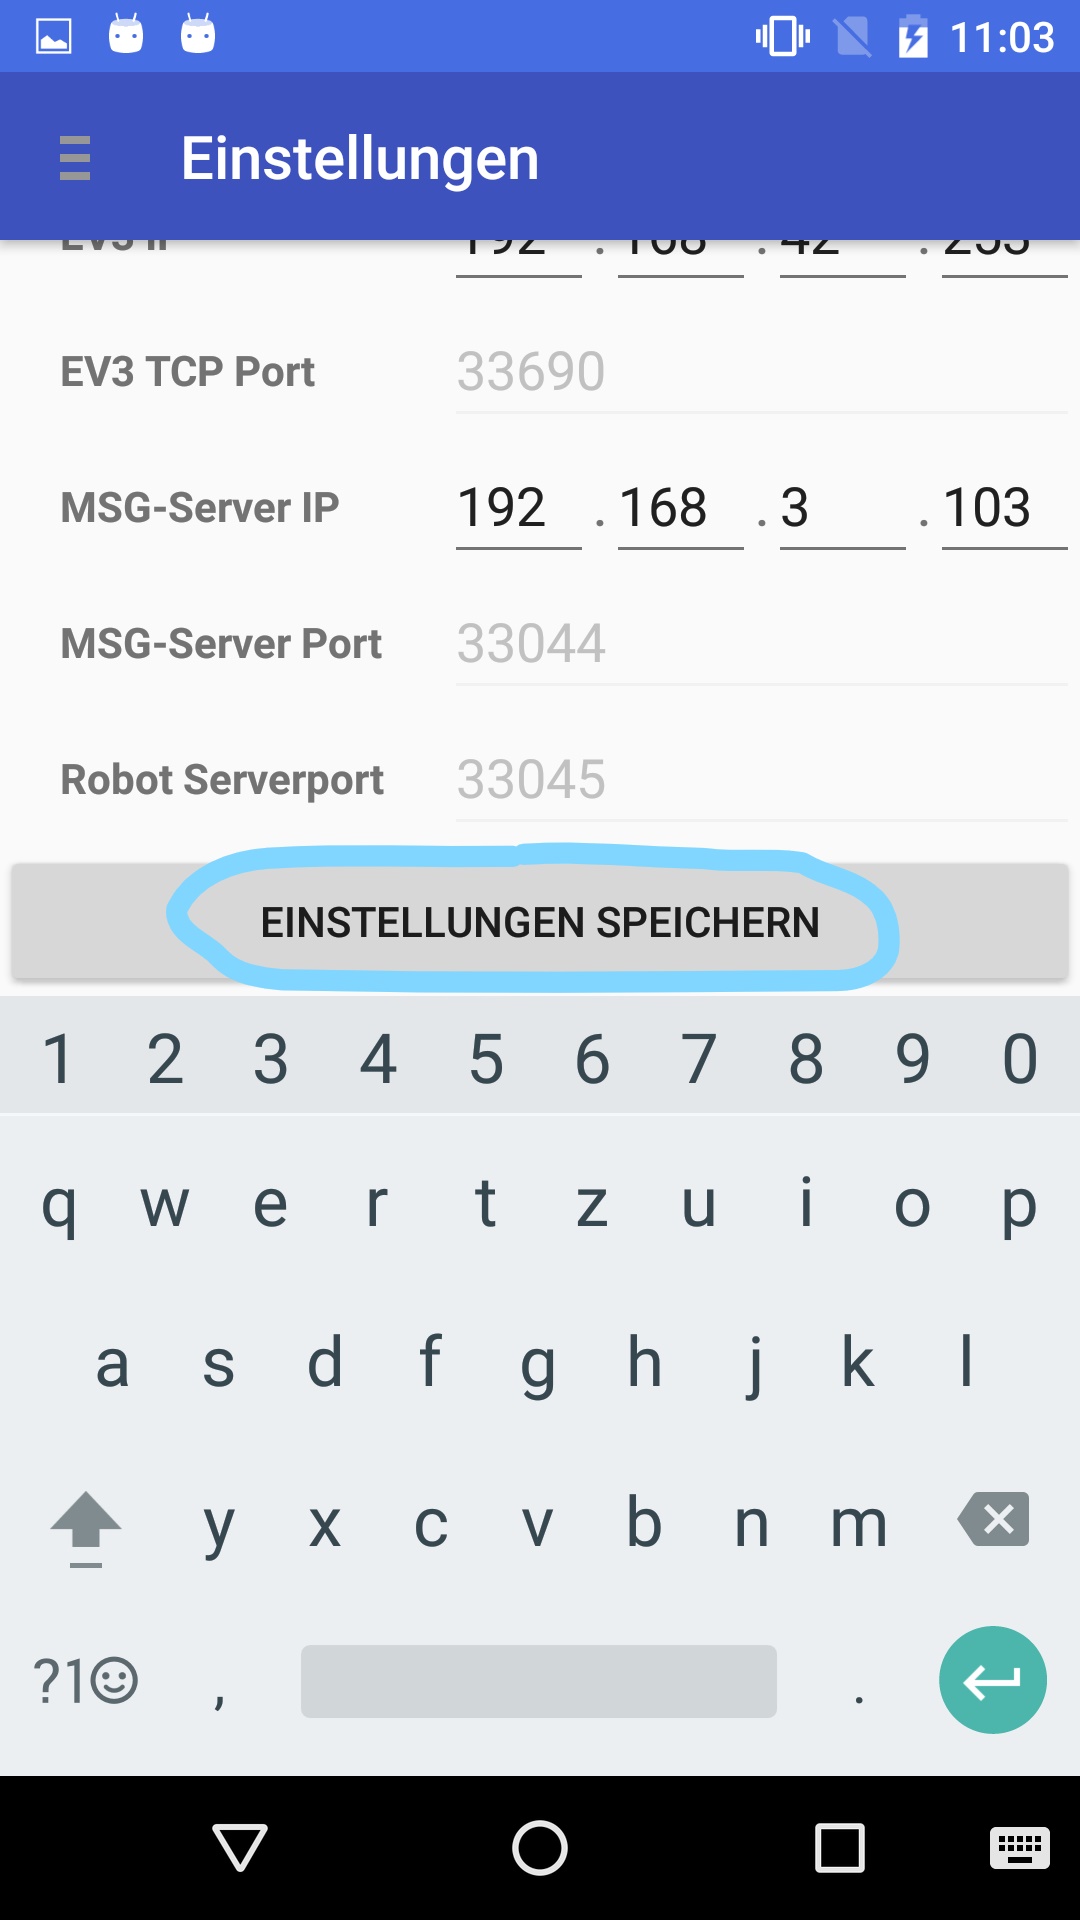 11:03
Einstellungen
EV3 IP 192 . 168 . 42 . 255
EV3 TCP Port 33690
MSG-Server IP 192 . 168 . 3 . 103
MSG-Server Port 33044
Robot Serverport 33045
EINSTELLUNGEN SPEICHERN
1 2 3 4 5 6 7 8 9 0
q w e r t z u i o p
a s d f g h j k l
y x c v b n m
?1☺ , .